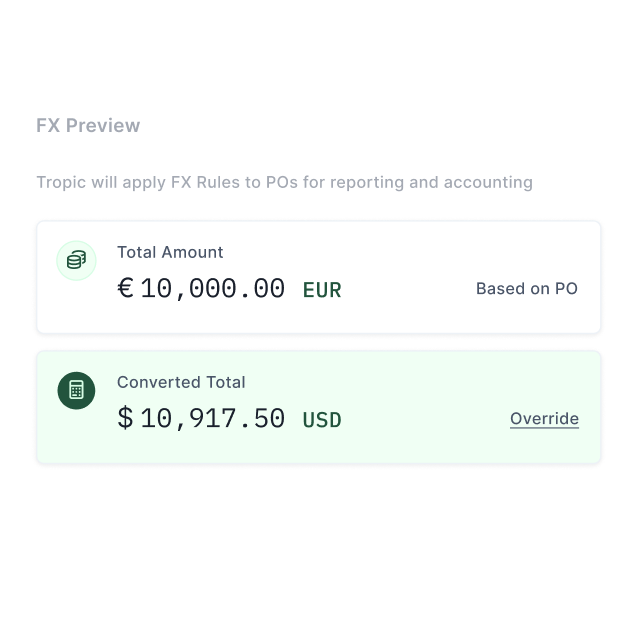 FX Preview
Tropic will apply FX Rules to POs for reporting and accounting
Total Amount
€ 10,000.00 EUR
Based on PO
Converted Total
$ 10,917.50 USD
Override